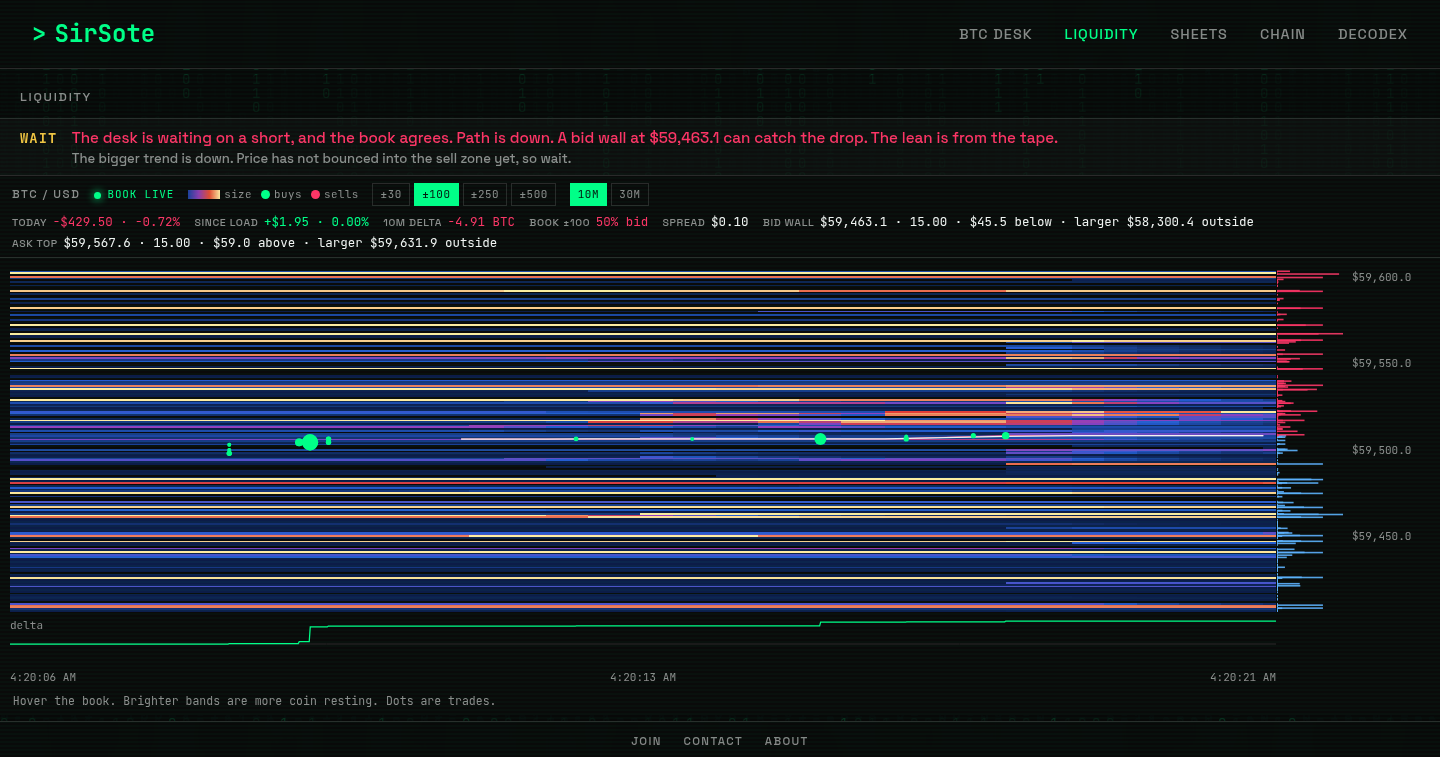 > SirSote
BTC DESK LIQUIDITY SHEETS CHAIN DECODEX
LIQUIDITY
WAIT The desk is waiting on a short, and the book agrees. Path is down. A bid wall at $59,463.1 can catch the drop. The lean is from the tape.
The bigger trend is down. Price has not bounced into the sell zone yet, so wait.
BTC / USD BOOK LIVE size buys sells ±30 ±100 ±250 ±500 10M 30M
TODAY -$429.50 · -0.72% SINCE LOAD +$1.95 · 0.00% 10M DELTA -4.91 BTC BOOK ±100 50% bid SPREAD $0.10 BID WALL $59,463.1 · 15.00 · $45.5 below · larger $58,300.4 outside
ASK TOP $59,567.6 · 15.00 · $59.0 above · larger $59,631.9 outside
$59,600.0
$59,550.0
$59,500.0
$59,450.0
delta
4:20:06 AM 4:20:13 AM 4:20:21 AM
Hover the book. Brighter bands are more coin resting. Dots are trades.
JOIN CONTACT ABOUT